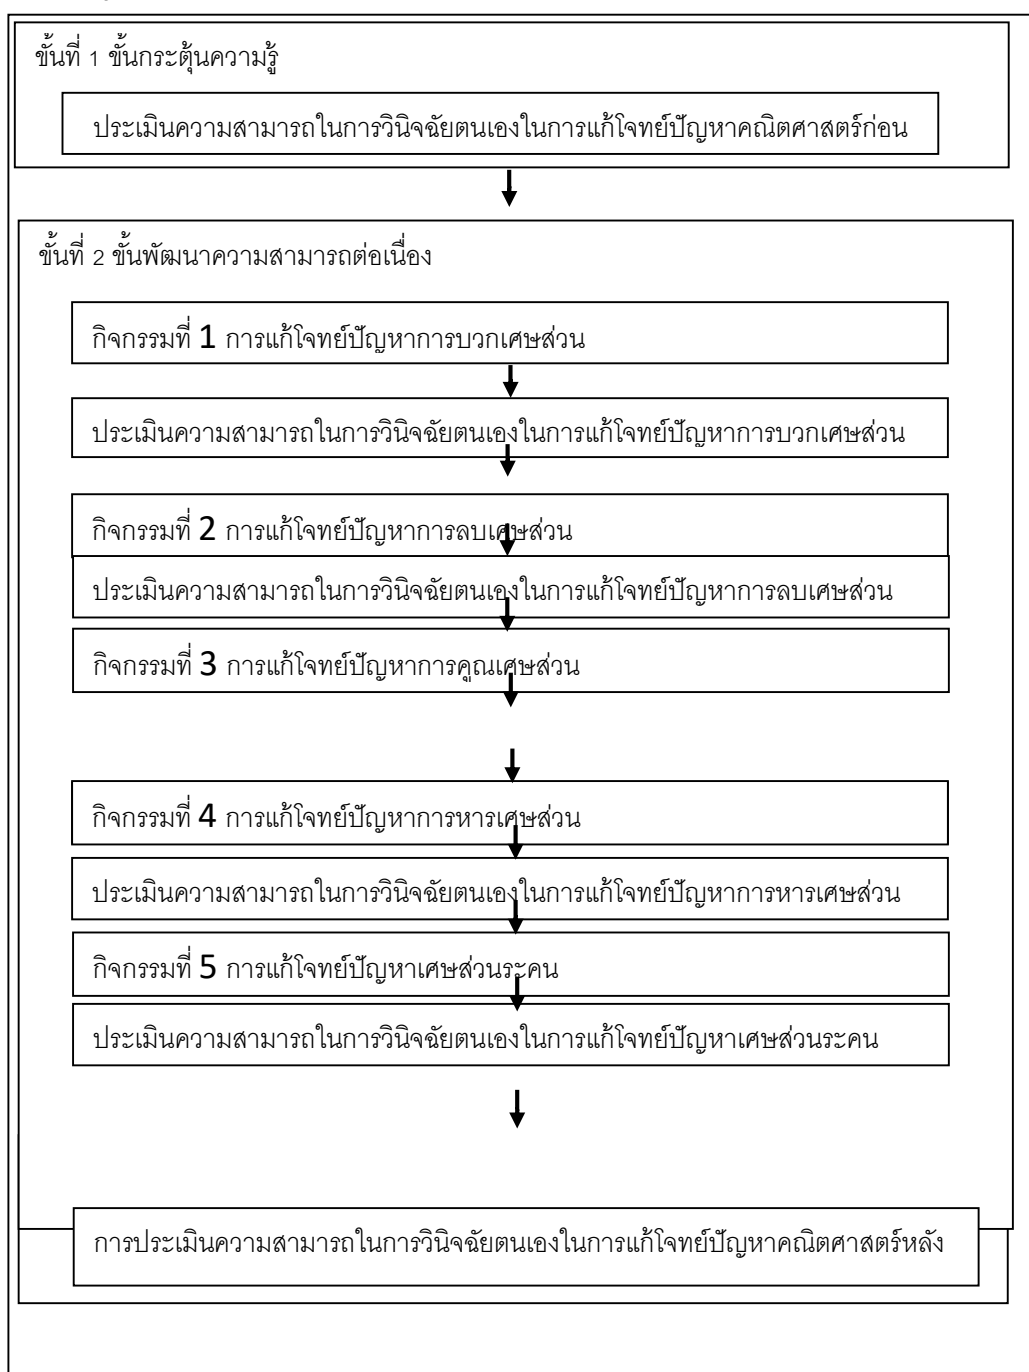 ขั้นที่ 1 ขั้นกระตุ้นความรู้
ประเมินความสามารถในการวินิจฉัยตนเองในการแก้โจทย์ปัญหาคณิตศาสตร์ก่อน
ขั้นที่ 2 ขั้นพัฒนาความสามารถต่อเนื่อง
กิจกรรมที่ 1 การแก้โจทย์ปัญหาการบวกเศษส่วน
ประเมินความสามารถในการวินิจฉัยตนเองในการแก้โจทย์ปัญหาการบวกเศษส่วน
กิจกรรมที่ 2 การแก้โจทย์ปัญหาการลบเศษส่วน
ประเมินความสามารถในการวินิจฉัยตนเองในการแก้โจทย์ปัญหาการลบเศษส่วน
กิจกรรมที่ 3 การแก้โจทย์ปัญหาการคูณเศษส่วน
กิจกรรมที่ 4 การแก้โจทย์ปัญหาการหารเศษส่วน
ประเมินความสามารถในการวินิจฉัยตนเองในการแก้โจทย์ปัญหาการหารเศษส่วน
กิจกรรมที่ 5 การแก้โจทย์ปัญหาเศษส่วนระคน
ประเมินความสามารถในการวินิจฉัยตนเองในการแก้โจทย์ปัญหาเศษส่วนระคน
การประเมินความสามารถในการวินิจฉัยตนเองในการแก้โจทย์ปัญหาคณิตศาสตร์หลัง